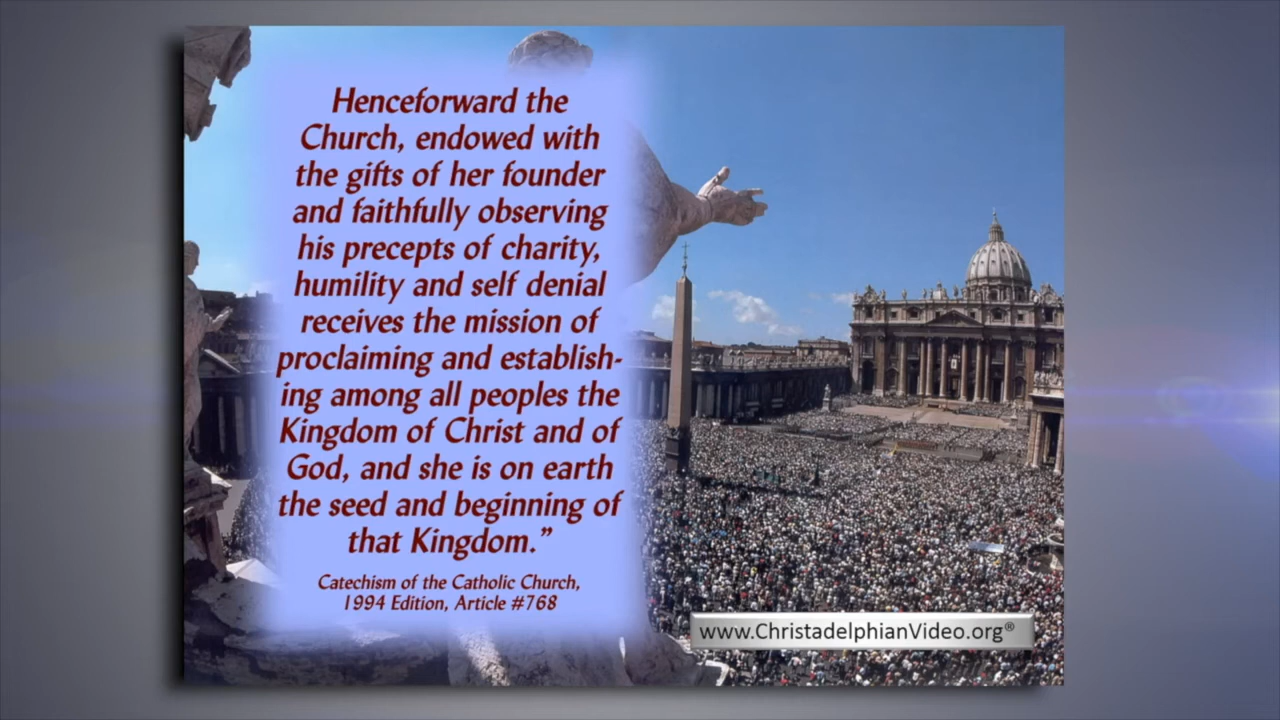 Henceforward the
Church, endowed with
the gifts of her founder
and faithfully observing
his precepts of charity,
humility and self denial
receives the mission of
proclaiming and establish-
ing among all peoples the
Kingdom of Christ and of
God, and she is on earth
the seed and beginning of
that Kingdom.”
Catechism of the Catholic Church,
1994 Edition, Article #768
www.ChristadelphianVideo.org®